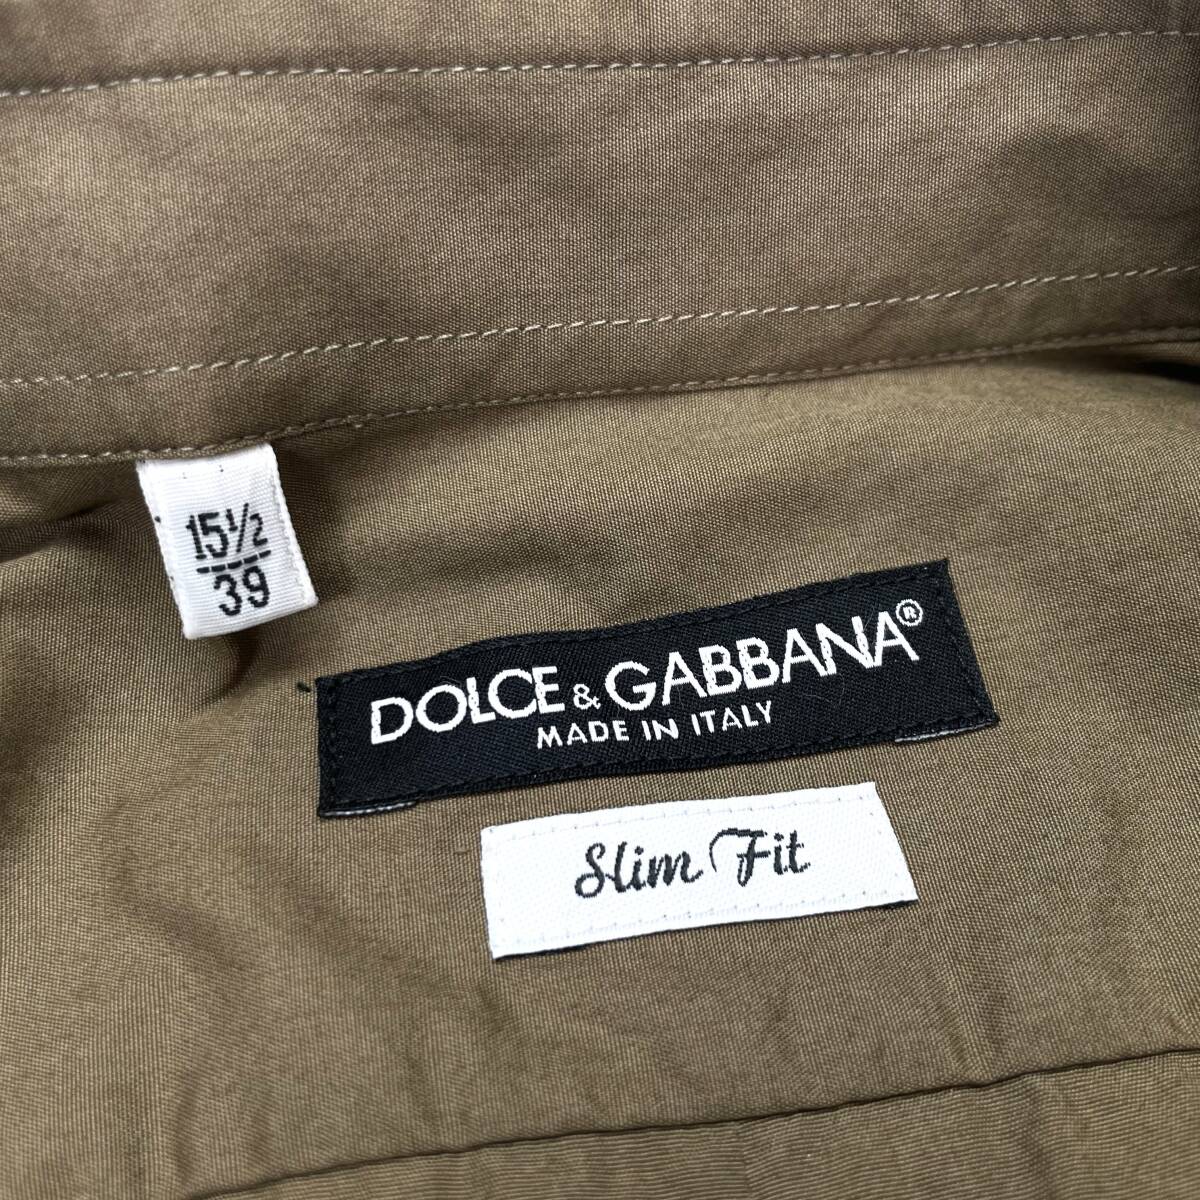 15½
39
DOLCE & GABBANA®
MADE IN ITALY
Slim Fit